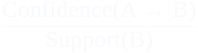 Confidence(A → B)
Support(B)